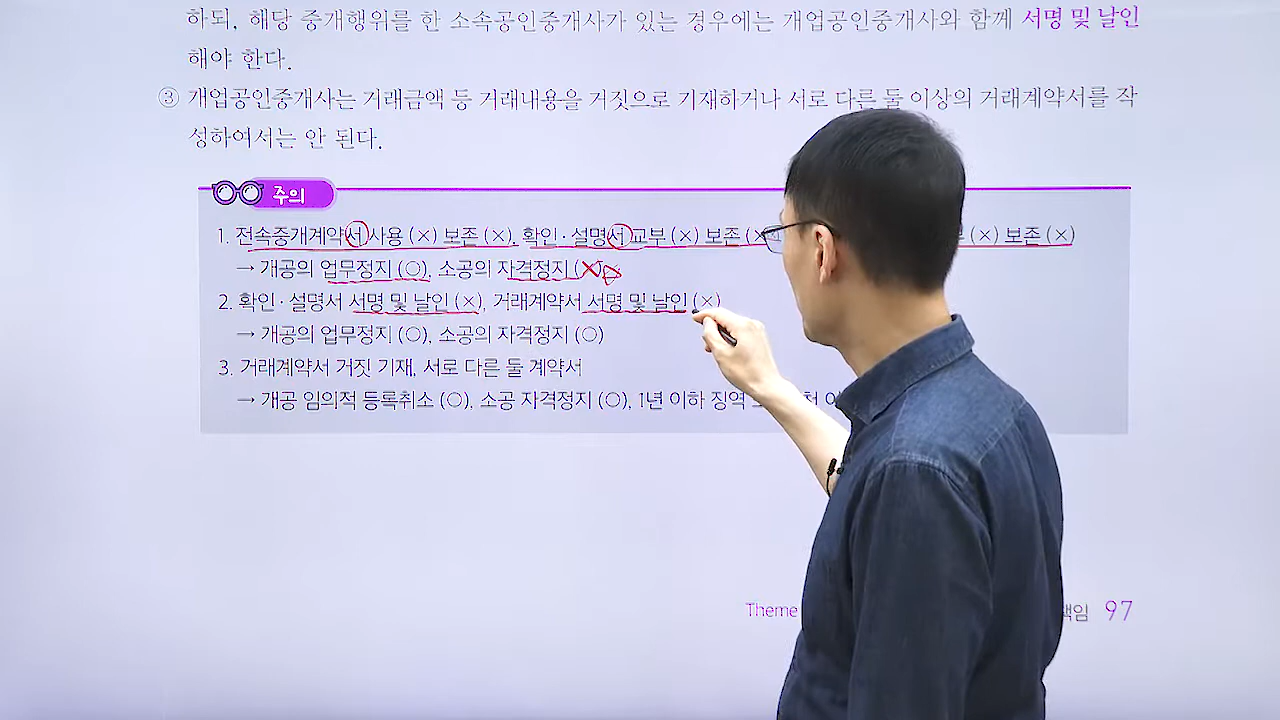 하되, 해당 중개행위를 한 소속공인중개사가 있는 경우에는 개업공인중개사와 함께 서명 및 날인
해야 한다.
③ 개업공인중개사는 거래금액 등 거래내용을 거짓으로 기재하거나 서로 다른 둘 이상의 거래계약서를 작
성하여서는 안 된다.
주의
1. 전속중개계약서 사용 (×) 보존 (×), 확인·설명서 교부 (×) 보존 (×) (×) 보존 (×)
→ 개공의 업무정지 (○), 소공의 자격정지 (×)
2. 확인·설명서 서명 및 날인 (×), 거래계약서 서명 및 날인 (×)
→ 개공의 업무정지 (○), 소공의 자격정지 (○)
3. 거래계약서 거짓 기재, 서로 다른 둘 계약서
→ 개공 임의적 등록취소 (○), 소공 자격정지 (○), 1년 이하 징역
Theme 책임 97